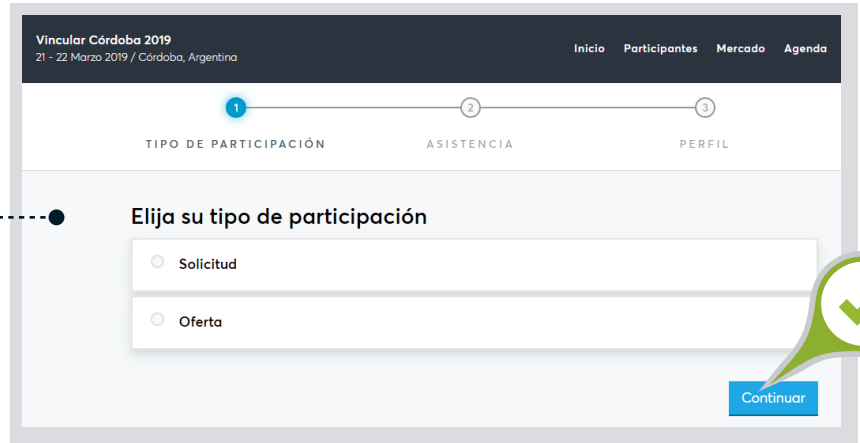 Vincular Córdoba 2019
21 - 22 Marzo 2019 / Córdoba, Argentina
Inicio Participantes Mercado Agenda
1 2 3
TIPO DE PARTICIPACIÓN ASISTENCIA PERFIL
Elija su tipo de participación
Solicitud
Oferta
Continuar